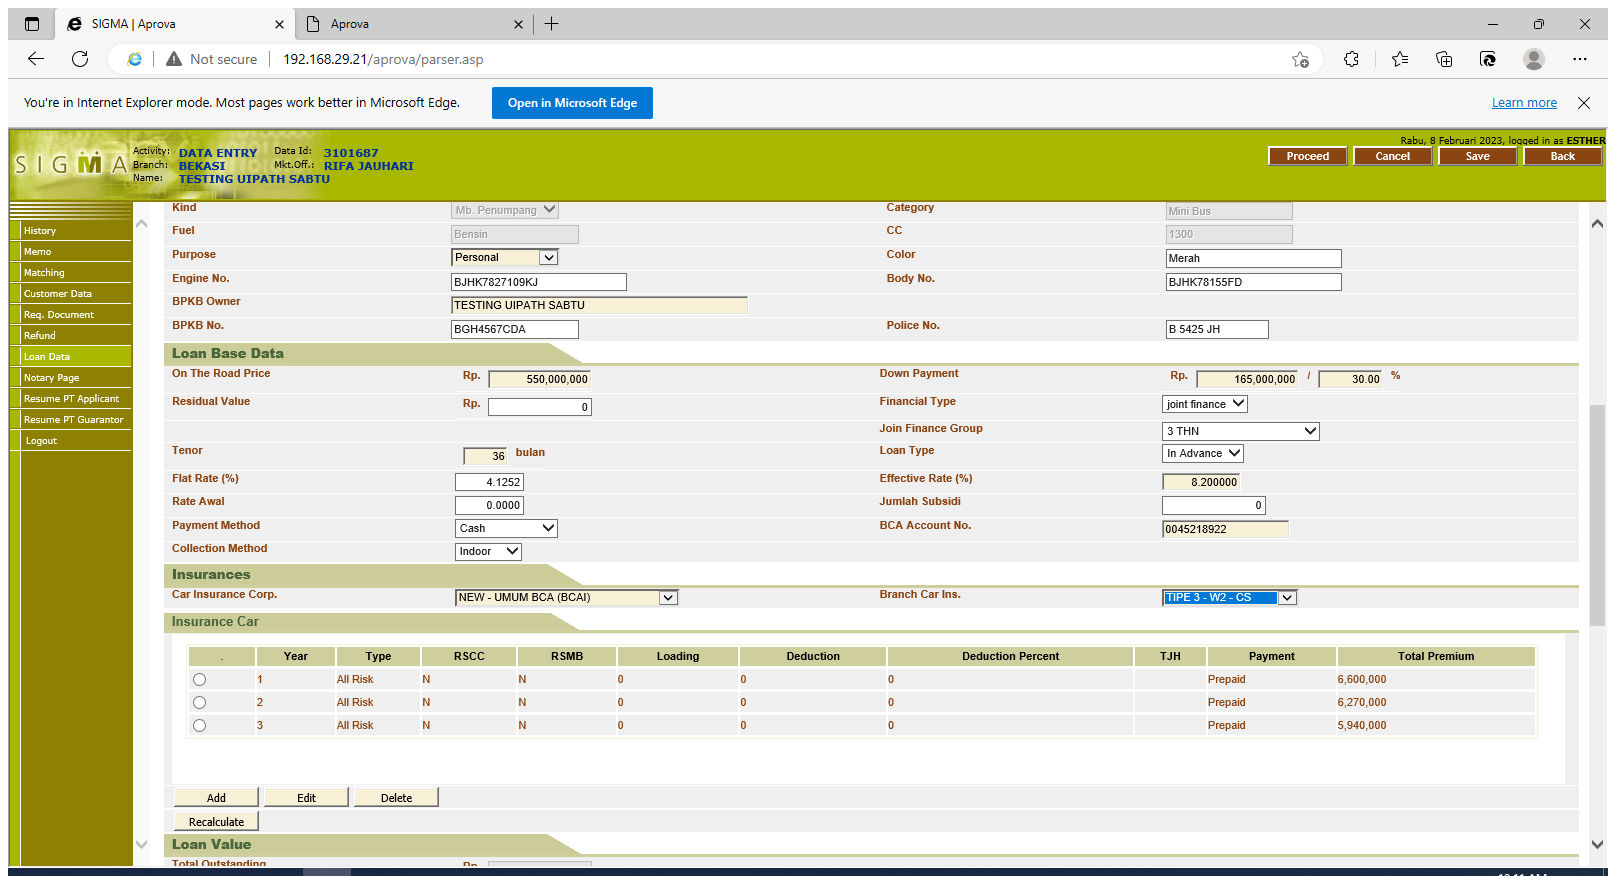 SIGMA | Aprova
Aprova
Not secure
192.168.29.21/aprova/parser.asp
You're in Internet Explorer mode. Most pages work better in Microsoft Edge.
Open in Microsoft Edge
Learn more
Rabu, 8 Februari 2023, logged in as ESTHER
SIGMA
Activity: DATA ENTRY Data Id: 3101687
Branch: BEKASI Mkt.Off.: RIFA JAUHARI
Name: TESTING UIPATH SABTU
Proceed Cancel Save Back
History
Memo
Matching
Customer Data
Req. Document
Refund
Loan Data
Notary Page
Resume PT Applicant
Resume PT Guarantor
Logout
Kind Mb. Penumpang Category Mini Bus
Fuel Bensin CC 1300
Purpose Personal Color Merah
Engine No. BJHK7827109KJ Body No. BJHK78155FD
BPKB Owner TESTING UIPATH SABTU
BPKB No. BGH4567CDA Police No. B 5425 JH
Loan Base Data
On The Road Price Rp. 550,000,000 Down Payment Rp. 165,000,000 / 30.00 %
Residual Value Rp. 0 Financial Type joint finance
Join Finance Group 3 THN
Tenor 36 bulan Loan Type In Advance
Flat Rate (%) 4.1252 Effective Rate (%) 8.200000
Rate Awal 0.0000 Jumlah Subsidi 0
Payment Method Cash BCA Account No. 0045218922
Collection Method Indoor
Insurances
Car Insurance Corp. NEW - UMUM BCA (BCAI) Branch Car Ins. TIPE 3 - W2 - CS
Insurance Car
. Year Type RSCC RSMB Loading Deduction Deduction Percent TJH Payment Total Premium
1 All Risk N N 0 0 0 Prepaid 6,600,000
2 All Risk N N 0 0 0 Prepaid 6,270,000
3 All Risk N N 0 0 0 Prepaid 5,940,000
Add Edit Delete
Recalculate
Loan Value
Total Outstanding Rp.